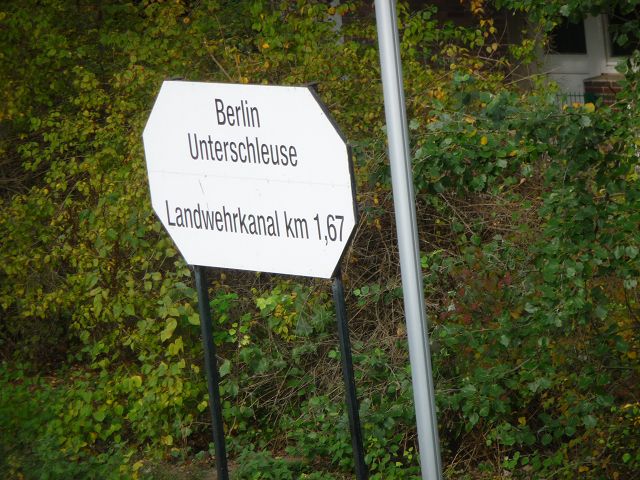 Berlin
Unterschleuse
Landwehrkanal km 1,67